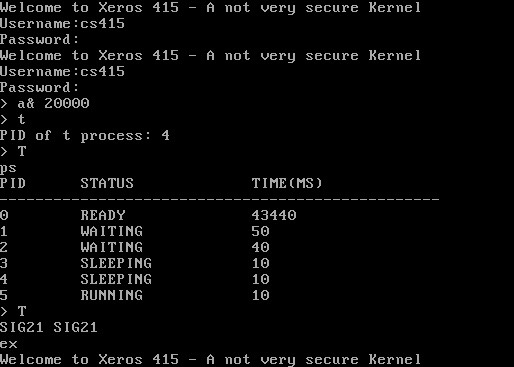 Welcome to Xeros 415 - A not very secure Kernel
Username:cs415
Password:
Welcome to Xeros 415 - A not very secure Kernel
Username:cs415
Password:
> a& 20000
> t
PID of t process: 4
> T
ps
PID STATUS TIME(MS)
------------------------------------------------
0 READY 43440
1 WAITING 50
2 WAITING 40
3 SLEEPING 10
4 SLEEPING 10
5 RUNNING 10
> T
SIG21 SIG21
ex
Welcome to Xeros 415 - A not very secure Kernel